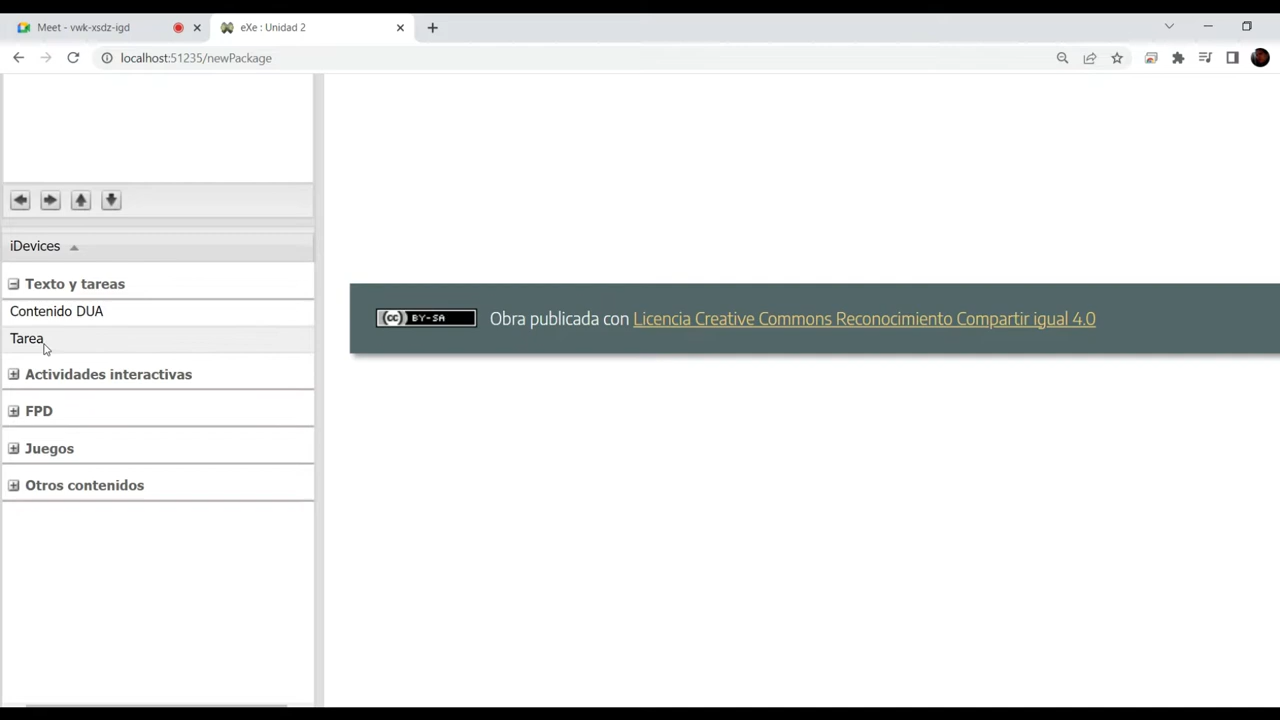 Meet - vwk-xsdz-igd
eXe : Unidad 2
localhost:51235/newPackage
iDevices
Texto y tareas
Contenido DUA
Tarea
Actividades interactivas
FPD
Juegos
Otros contenidos
(cc) BY-SA Obra publicada con Licencia Creative Commons Reconocimiento Compartir igual 4.0